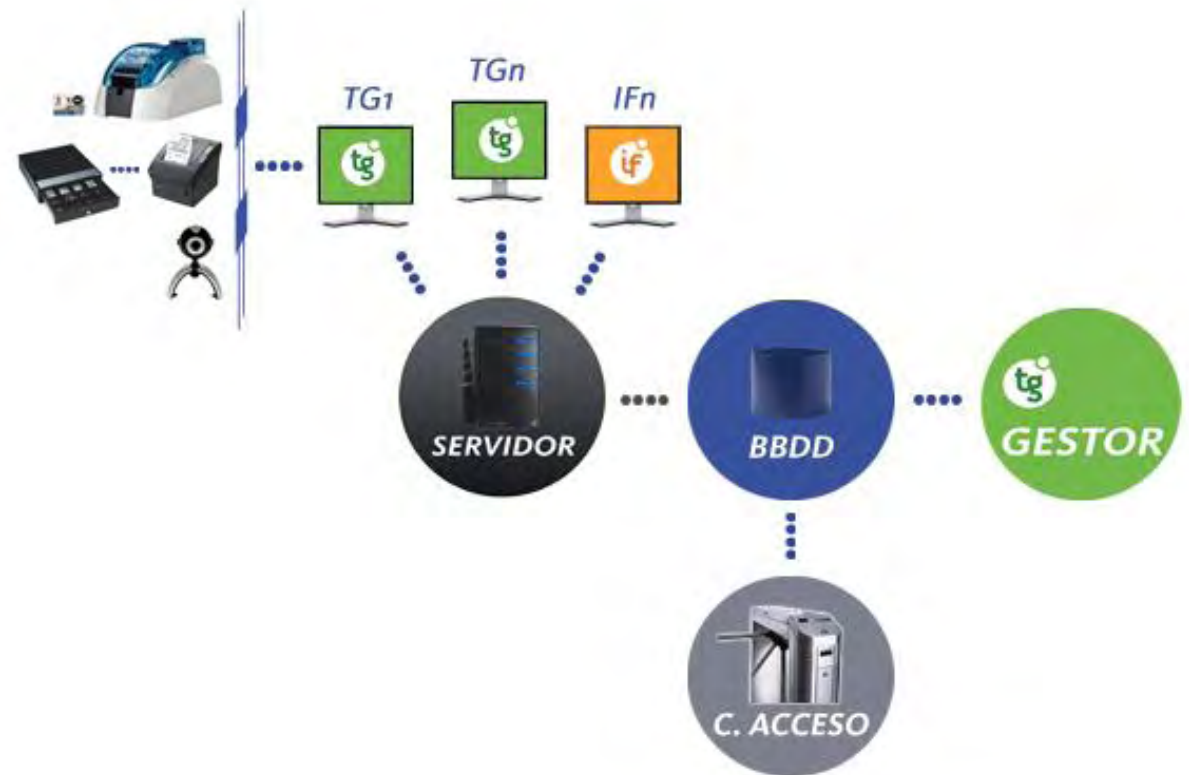 TG1
TGn
IFn
tg
tg
if
SERVIDOR
BBDD
tg
GESTOR
C. ACCESO